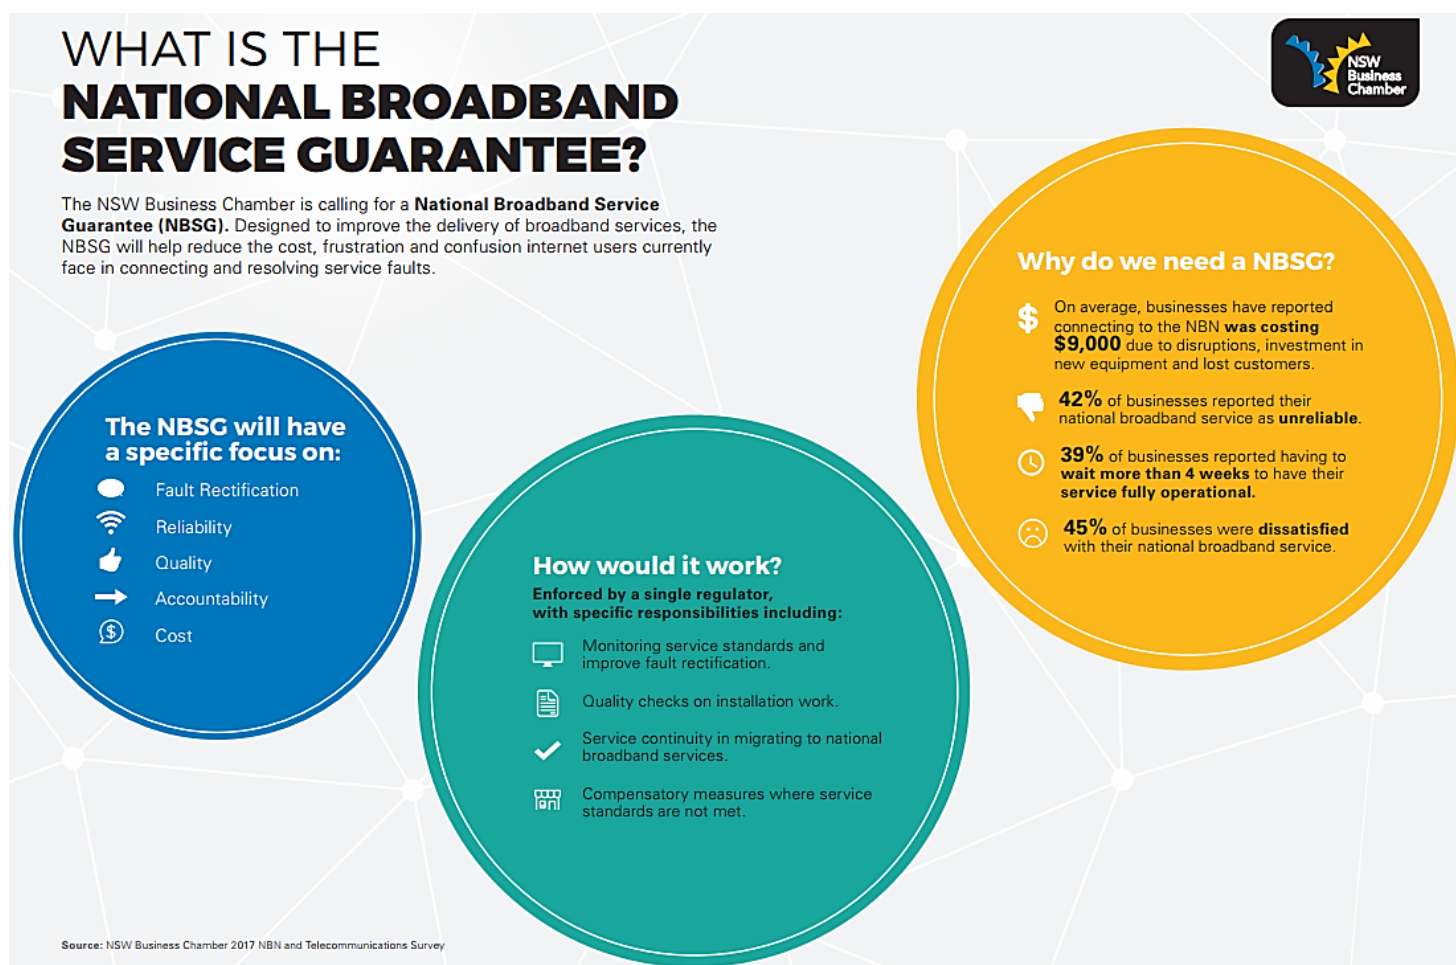 WHAT IS THE
NATIONAL BROADBAND
SERVICE GUARANTEE?
The NSW Business Chamber is calling for a National Broadband Service
Guarantee (NBSG). Designed to improve the delivery of broadband services, the
NBSG will help reduce the cost, frustration and confusion internet users currently
face in connecting and resolving service faults.
NSW
Business
Chamber
The NBSG will have
a specific focus on:
Fault Rectification
Reliability
Quality
Accountability
$ Cost
How would it work?
Enforced by a single regulator,
with specific responsibilities including:
Monitoring service standards and
improve fault rectification.
Quality checks on installation work.
Service continuity in migrating to national
broadband services.
Compensatory measures where service
standards are not met.
Why do we need a NBSG?
$ On average, businesses have reported
connecting to the NBN was costing
$9,000 due to disruptions, investment in
new equipment and lost customers.
42% of businesses reported their
national broadband service as unreliable.
39% of businesses reported having to
wait more than 4 weeks to have their
service fully operational.
45% of businesses were dissatisfied
with their national broadband service.
Source: NSW Business Chamber 2017 NBN and Telecommunications Survey